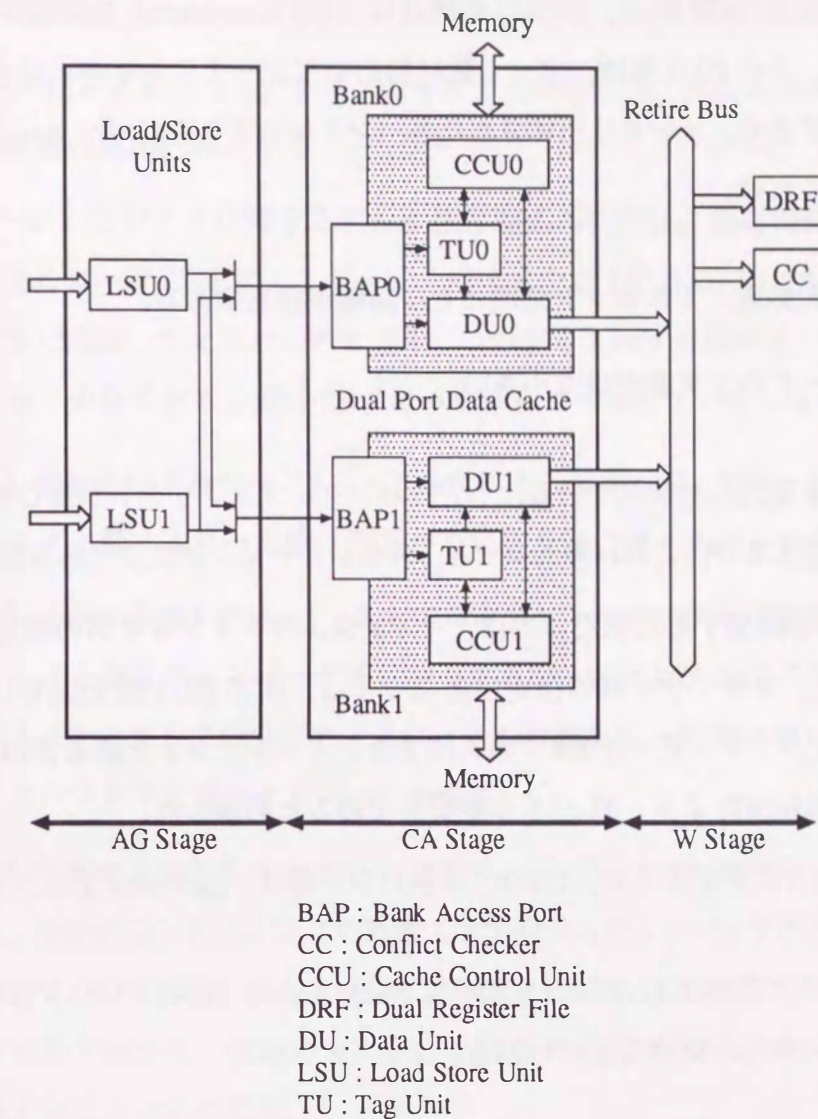 Memory
Bank0
Retire Bus
Load/Store
Units
CCU0
DRF
TU0
CC
LSU0
BAP0
DU0
Dual Port Data Cache
LSU1
BAP1
DU1
TU1
CCU1
Bank1
Memory
AG Stage
CA Stage
W Stage
BAP : Bank Access Port
CC : Conflict Checker
CCU : Cache Control Unit
DRF : Dual Register File
DU : Data Unit
LSU : Load Store Unit
TU : Tag Unit